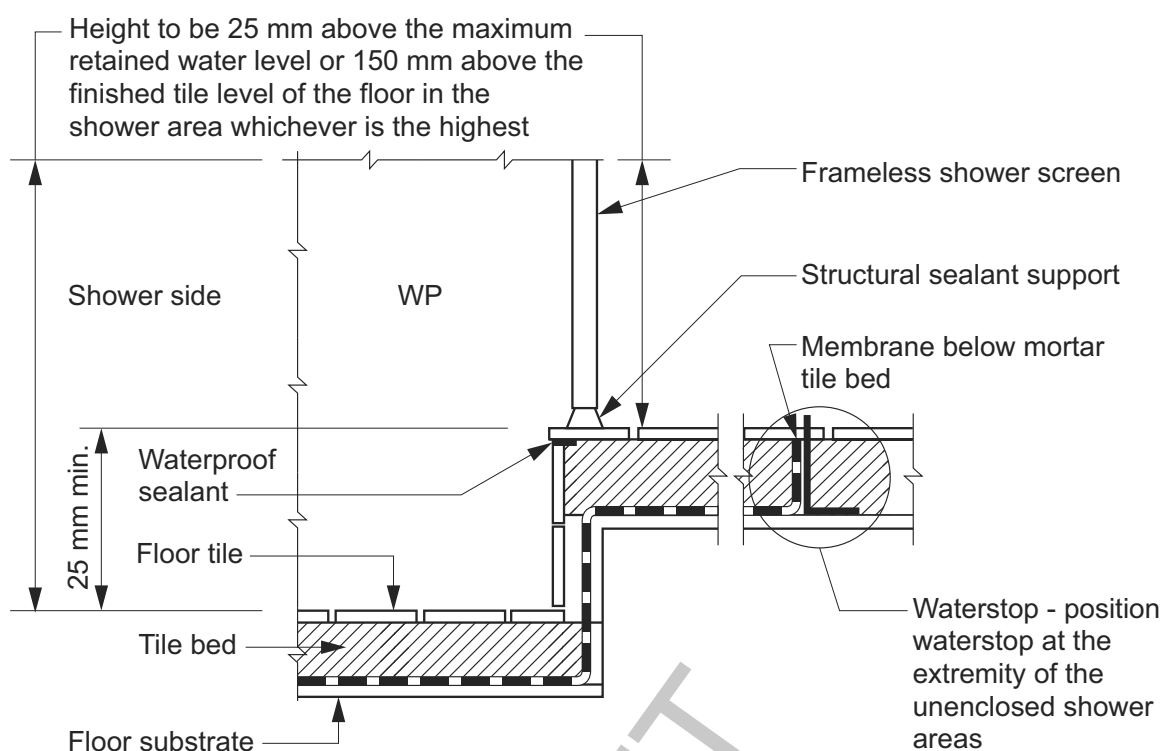 Height to be 25 mm above the maximum
retained water level or 150 mm above the
finished tile level of the floor in the
shower area whichever is the highest
Frameless shower screen
Shower side
WP
Structural sealant support
Membrane below mortar
tile bed
25 mm min.
Waterproof
sealant
Floor tile
Tile bed
Floor substrate
Waterstop - position
waterstop at the
extremity of the
unenclosed shower
areas